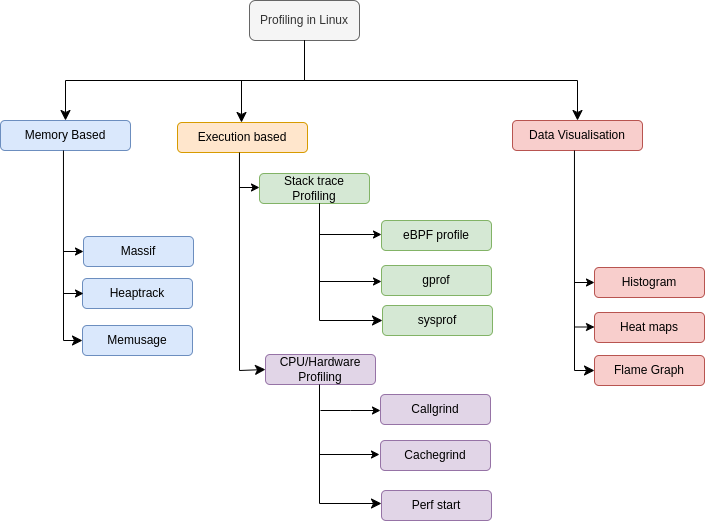 Profiling in Linux
Memory Based
Execution based
Data Visualisation
Stack trace
Profiling
eBPF profile
gprof
sysprof
Massif
Heaptrack
Memusage
CPU/Hardware
Profiling
Callgrind
Cachegrind
Perf start
Histogram
Heat maps
Flame Graph